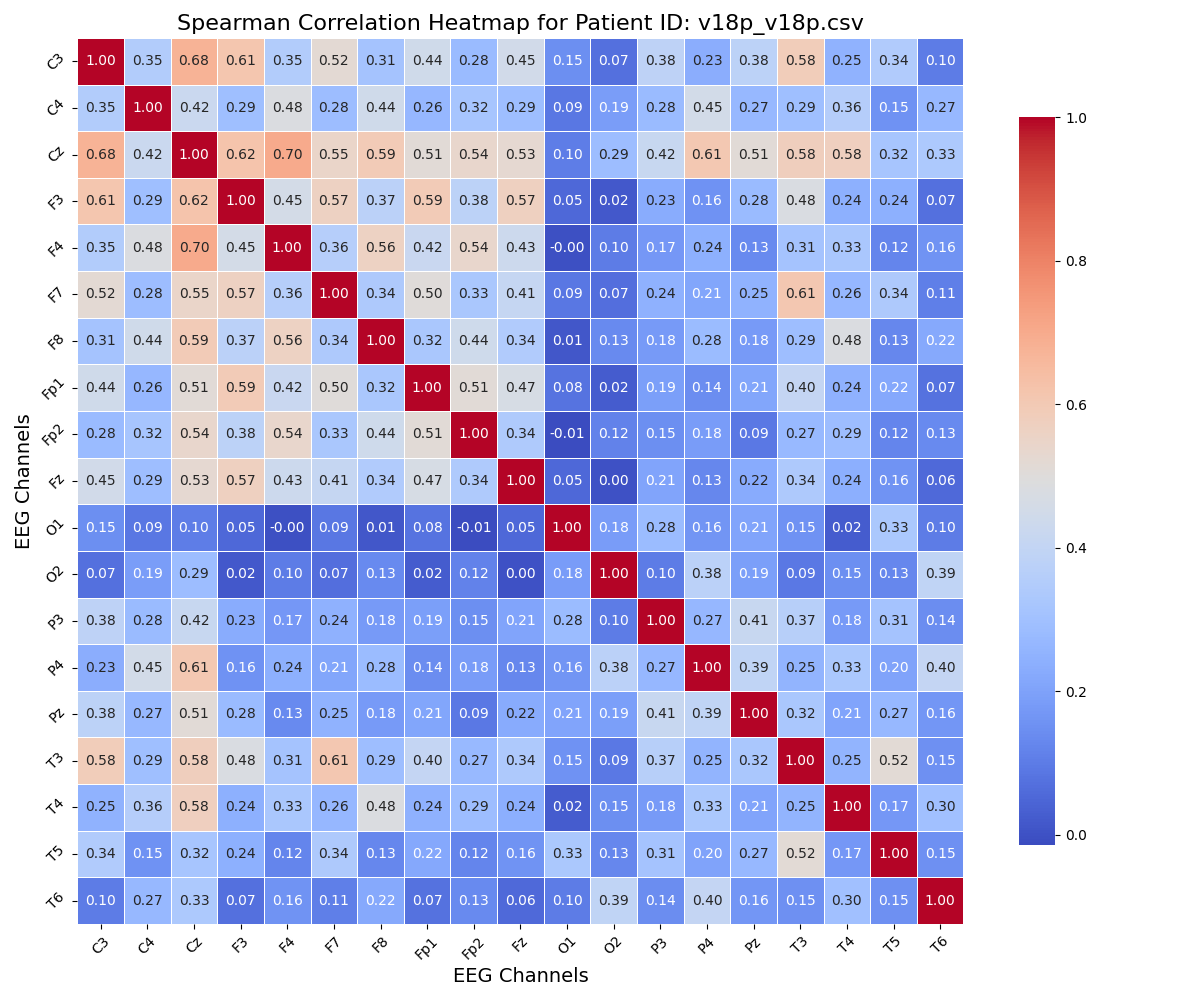 Spearman Correlation Heatmap for Patient ID: v18p_v18p.csv
C3 1.00 0.35 0.68 0.61 0.35 0.52 0.31 0.44 0.28 0.45 0.15 0.07 0.38 0.23 0.38 0.58 0.25 0.34 0.10
C4 0.35 1.00 0.42 0.29 0.48 0.28 0.44 0.26 0.32 0.29 0.09 0.19 0.28 0.45 0.27 0.29 0.36 0.15 0.27
Cz 0.68 0.42 1.00 0.62 0.70 0.55 0.59 0.51 0.54 0.53 0.10 0.29 0.42 0.61 0.51 0.58 0.58 0.32 0.33
F3 0.61 0.29 0.62 1.00 0.45 0.57 0.37 0.59 0.38 0.57 0.05 0.02 0.23 0.16 0.28 0.48 0.24 0.24 0.07
F4 0.35 0.48 0.70 0.45 1.00 0.36 0.56 0.42 0.54 0.43 -0.00 0.10 0.17 0.24 0.13 0.31 0.33 0.12 0.16
F7 0.52 0.28 0.55 0.57 0.36 1.00 0.34 0.50 0.33 0.41 0.09 0.07 0.24 0.21 0.25 0.61 0.26 0.34 0.11
F8 0.31 0.44 0.59 0.37 0.56 0.34 1.00 0.32 0.44 0.34 0.01 0.13 0.18 0.28 0.18 0.29 0.48 0.13 0.22
Fp1 0.44 0.26 0.51 0.59 0.42 0.50 0.32 1.00 0.51 0.47 0.08 0.02 0.19 0.14 0.21 0.40 0.24 0.22 0.07
Fp2 0.28 0.32 0.54 0.38 0.54 0.33 0.44 0.51 1.00 0.34 -0.01 0.12 0.15 0.18 0.09 0.27 0.29 0.12 0.13
Fz 0.45 0.29 0.53 0.57 0.43 0.41 0.34 0.47 0.34 1.00 0.05 0.00 0.21 0.13 0.22 0.34 0.24 0.16 0.06
O1 0.15 0.09 0.10 0.05 -0.00 0.09 0.01 0.08 -0.01 0.05 1.00 0.18 0.28 0.16 0.21 0.15 0.02 0.33 0.10
O2 0.07 0.19 0.29 0.02 0.10 0.07 0.13 0.02 0.12 0.00 0.18 1.00 0.10 0.38 0.19 0.09 0.15 0.13 0.39
P3 0.38 0.28 0.42 0.23 0.17 0.24 0.18 0.19 0.15 0.21 0.28 0.10 1.00 0.27 0.41 0.37 0.18 0.31 0.14
P4 0.23 0.45 0.61 0.16 0.24 0.21 0.28 0.14 0.18 0.13 0.16 0.38 0.27 1.00 0.39 0.25 0.33 0.20 0.40
Pz 0.38 0.27 0.51 0.28 0.13 0.25 0.18 0.21 0.09 0.22 0.21 0.19 0.41 0.39 1.00 0.32 0.21 0.27 0.16
T3 0.58 0.29 0.58 0.48 0.31 0.61 0.29 0.40 0.27 0.34 0.15 0.09 0.37 0.25 0.32 1.00 0.25 0.52 0.15
T4 0.25 0.36 0.58 0.24 0.33 0.26 0.48 0.24 0.29 0.24 0.02 0.15 0.18 0.33 0.21 0.25 1.00 0.17 0.30
T5 0.34 0.15 0.32 0.24 0.12 0.34 0.13 0.22 0.12 0.16 0.33 0.13 0.31 0.20 0.27 0.52 0.17 1.00 0.15
T6 0.10 0.27 0.33 0.07 0.16 0.11 0.22 0.07 0.13 0.06 0.10 0.39 0.14 0.40 0.16 0.15 0.30 0.15 1.00
C3 C4 Cz F3 F4 F7 F8 Fp1 Fp2 Fz O1 O2 P3 P4 Pz T3 T4 T5 T6
EEG Channels
EEG Channels
1.0
0.8
0.6
0.4
0.2
0.0